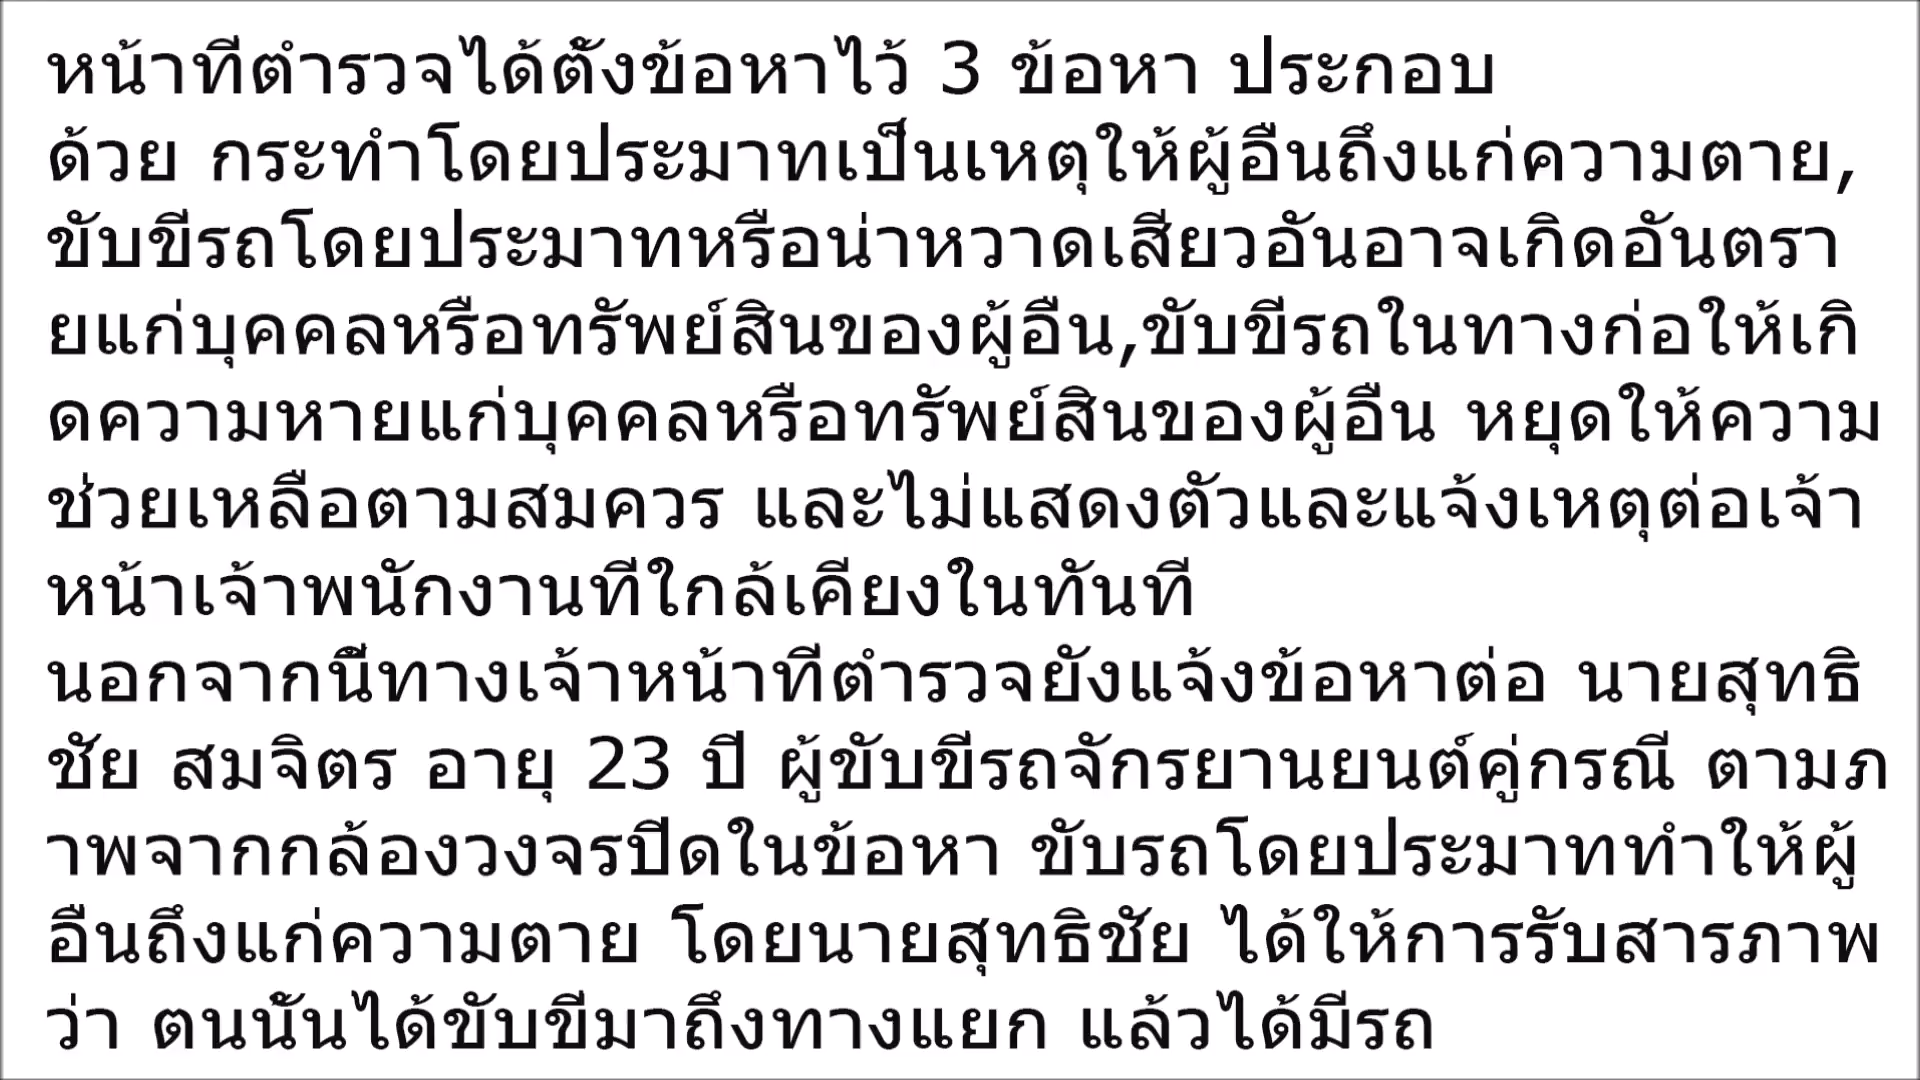 หน้าที่ตำรวจได้ตั้งข้อหาไว้ 3 ข้อหา ประกอบ
ด้วย กระทำโดยประมาทเป็นเหตุให้ผู้อื่นถึงแก่ความตาย,
ขับขี่รถโดยประมาทหรือน่าหวาดเสียวอันอาจเกิดอันตรา
ยแก่บุคคลหรือทรัพย์สินของผู้อื่น,ขับขี่รถในทางก่อให้เกิ
ดความหายแก่บุคคลหรือทรัพย์สินของผู้อื่น หยุดให้ความ
ช่วยเหลือตามสมควร และไม่แสดงตัวและแจ้งเหตุต่อเจ้า
หน้าเจ้าพนักงานที่ใกล้เคียงในทันที
นอกจากนี้ทางเจ้าหน้าที่ตำรวจยังแจ้งข้อหาต่อ นายสุทธิ
ชัย สมจิตร อายุ 23 ปี ผู้ขับขี่รถจักรยานยนต์คู่กรณี ตามภ
าพจากกล้องวงจรปิดในข้อหา ขับรถโดยประมาททำให้ผู้
อื่นถึงแก่ความตาย โดยนายสุทธิชัย ได้ให้การรับสารภาพ
ว่า ตนนั้นได้ขับขี่มาถึงทางแยก แล้วได้มีรถ